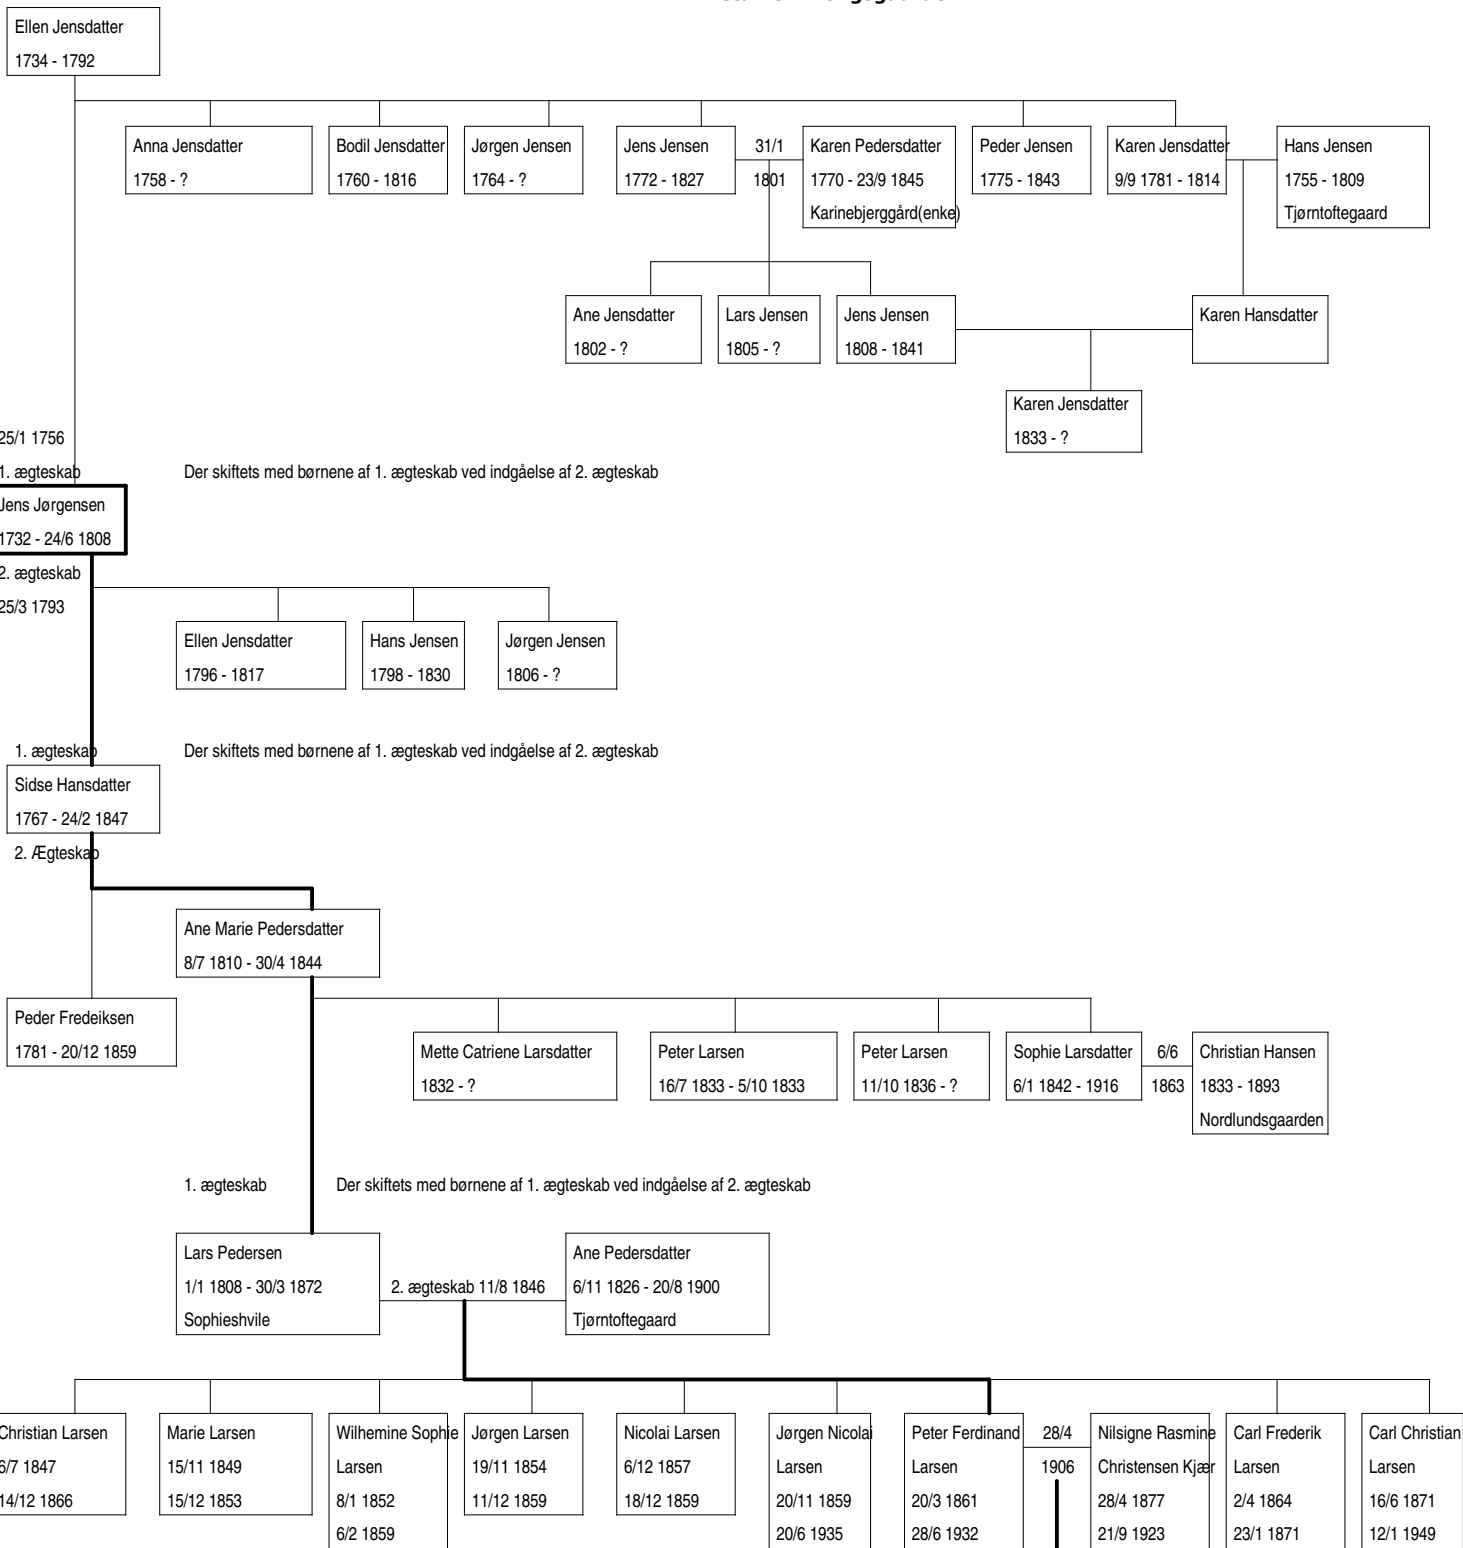 Ellen Jensdatter
1734 - 1792
Anna Jensdatter
1758 - ?
Bodil Jensdatter
1760 - 1816
Jørgen Jensen
1764 - ?
Jens Jensen
1772 - 1827
31/1
1801
Karen Pedersdatter
1770 - 23/9 1845
Karinebjerggård(enke)
Peder Jensen
1775 - 1843
Karen Jensdatter
9/9 1781 - 1814
Hans Jensen
1755 - 1809
Tjørntoftegaard
Ane Jensdatter
1802 - ?
Lars Jensen
1805 - ?
Jens Jensen
1808 - 1841
Karen Hansdatter
Karen Jensdatter
1833 - ?
25/1 1756
1. ægteskab
Der skiftets med børnene af 1. ægteskab ved indgåelse af 2. ægteskab
Jens Jørgensen
1732 - 24/6 1808
2. ægteskab
25/3 1793
Ellen Jensdatter
1796 - 1817
Hans Jensen
1798 - 1830
Jørgen Jensen
1806 - ?
1. ægteskab
Der skiftets med børnene af 1. ægteskab ved indgåelse af 2. ægteskab
Sidse Hansdatter
1767 - 24/2 1847
2. Ægteskab
Ane Marie Pedersdatter
8/7 1810 - 30/4 1844
Peder Fredeiksen
1781 - 20/12 1859
Mette Catriene Larsdatter
1832 - ?
Peter Larsen
16/7 1833 - 5/10 1833
Peter Larsen
11/10 1836 - ?
Sophie Larsdatter
6/1 1842 - 1916
6/6
1863
Christian Hansen
1833 - 1893
Nordlundsgaarden
1. ægteskab
Der skiftets med børnene af 1. ægteskab ved indgåelse af 2. ægteskab
Lars Pedersen
1/1 1808 - 30/3 1872
Sophieshvile
2. ægteskab 11/8 1846
Ane Pedersdatter
6/11 1826 - 20/8 1900
Tjørntoftegaard
Christian Larsen
6/7 1847
14/12 1866
Marie Larsen
15/11 1849
15/12 1853
Wilhemine Sophie
Larsen
8/1 1852
6/2 1859
Jørgen Larsen
19/11 1854
11/12 1859
Nicolai Larsen
6/12 1857
18/12 1859
Jørgen Nicolai
Larsen
20/11 1859
20/6 1935
Peter Ferdinand
Larsen
20/3 1861
28/6 1932
28/4
1906
Nilsigne Rasmine
Christensen Kjær
28/4 1877
21/9 1923
Carl Frederik
Larsen
2/4 1864
23/1 1871
Carl Christian
Larsen
16/6 1871
12/1 1949